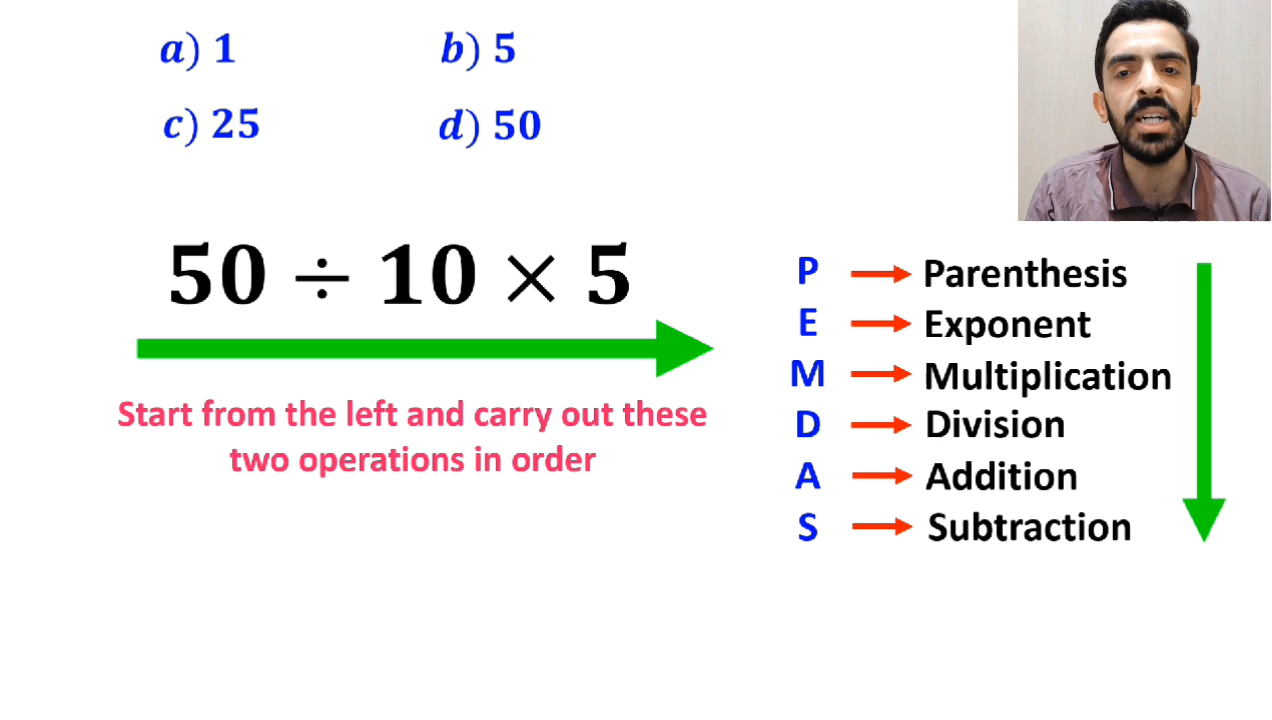 a) 1 b) 5
c) 25 d) 50
50 ÷ 10 × 5
Start from the left and carry out these
two operations in order
P Parenthesis
E Exponent
M Multiplication
D Division
A Addition
S Subtraction